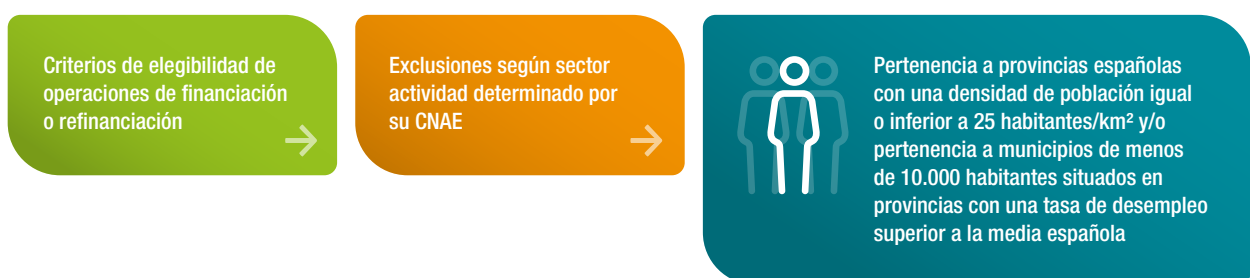 Criterios de elegibilidad de
operaciones de financiación
o refinanciación
Exclusiones según sector
actividad determinado por
su CNAE
Pertenencia a provincias españolas
con una densidad de población igual
o inferior a 25 habitantes/km² y/o
pertenencia a municipios de menos
de 10.000 habitantes situados en
provincias con una tasa de desempleo
superior a la media española